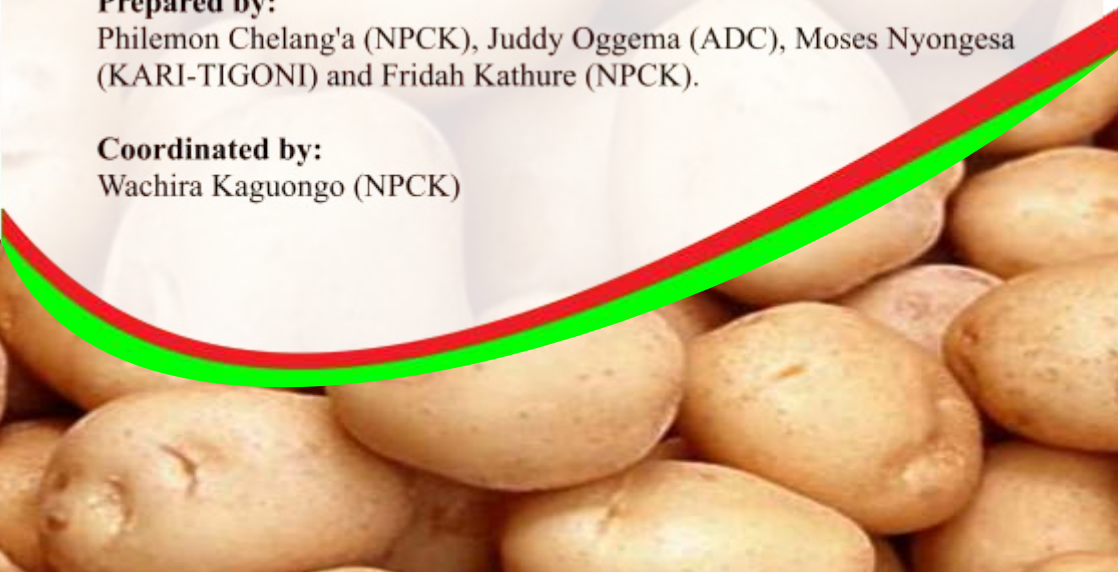 Prepared by:
Philemon Chelang'a (NPCK), Juddy Oggema (ADC), Moses Nyongesa
(KARI-TIGONI) and Fridah Kathure (NPCK).
Coordinated by:
Wachira Kaguongo (NPCK)